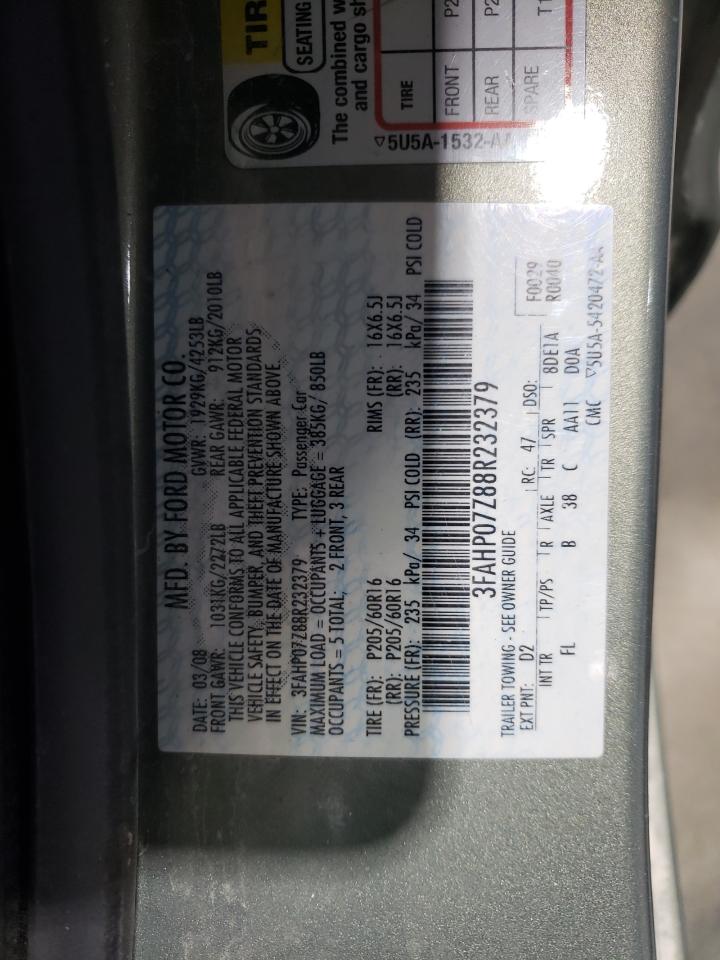 MFD. BY FORD MOTOR CO.
DATE: 03/08 GVWR: 1929KG/4253LB
FRONT GAWR: 1031KG/2272LB REAR GAWR: 912KG/2010LB
THIS VEHICLE CONFORMS TO ALL APPLICABLE FEDERAL MOTOR
VEHICLE SAFETY, BUMPER, AND THEFT PREVENTION STANDARDS
IN EFFECT ON THE DATE OF MANUFACTURE SHOWN ABOVE.
VIN: 3FAHP07Z88R232379 TYPE: Passenger Car
MAXIMUM LOAD = OCCUPANTS + LUGGAGE = 385KG/ 850LB
OCCUPANTS = 5 TOTAL; 2 FRONT, 3 REAR
TIRE (FR): P205/60R16 RIMS (FR): 16X6.5J
(RR): P205/60R16 (RR): 16X6.5J
PRESSURE (FR): 235 kPa/ 34 PSI COLD (RR): 235 kPa/ 34 PSI COLD
3FAHP07Z88R232379
TRAILER TOWING - SEE OWNER GUIDE
EXT PNT: D2 RC: 47 DSO: F0029
R0040
INT TR TP/PS R AXLE TR SPR 8DE1A
FL B 38 C AA11 D0A
CMC ▽5U5A-5420472-AA
TIR
SEATING
The combined w
and cargo sh
TIRE
FRONT P2
REAR P2
SPARE T1
▽5U5A-1532-A